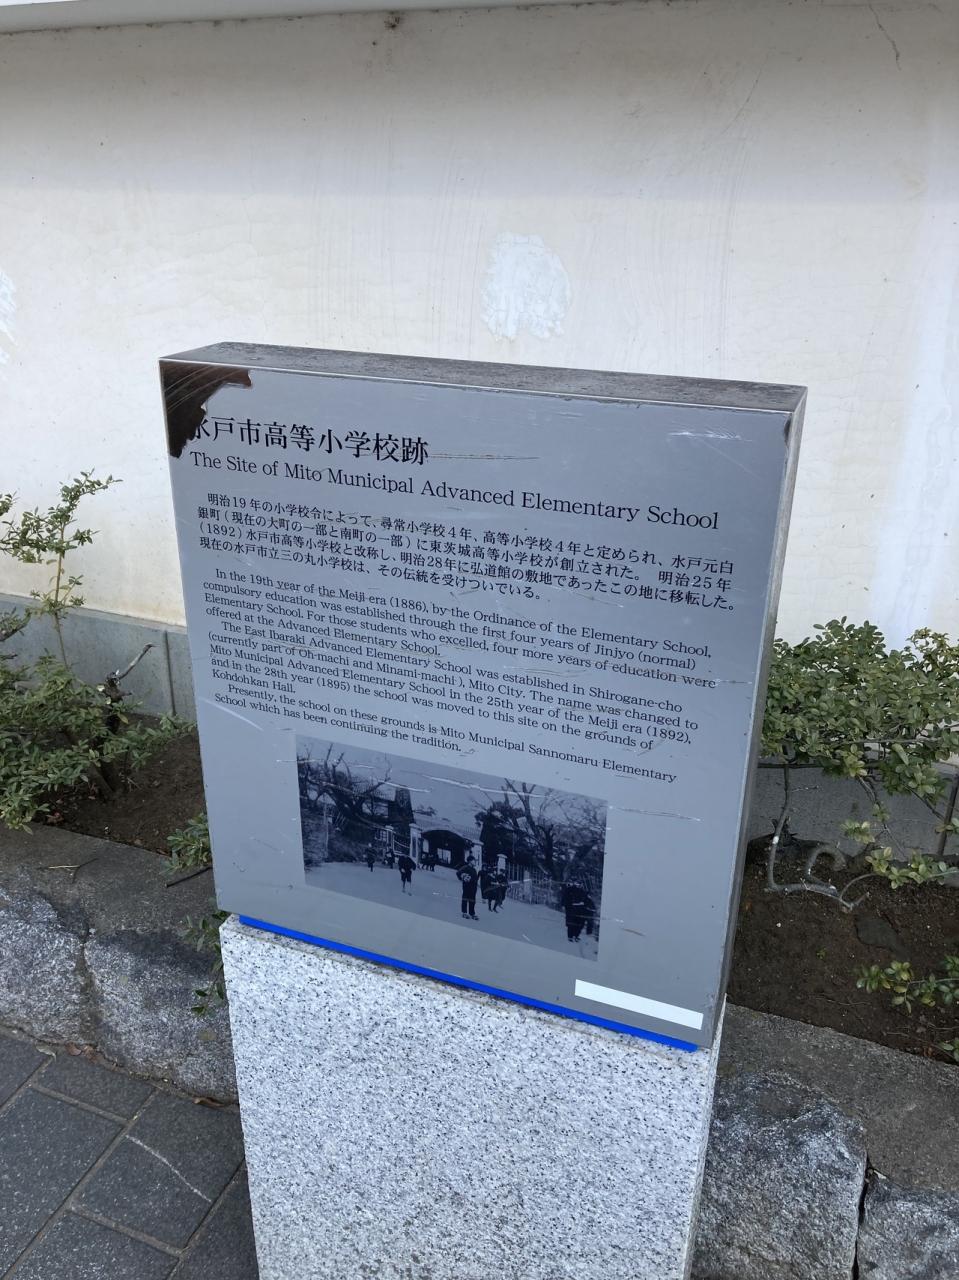 水戸市高等小学校跡
The Site of Mito Municipal Advanced Elementary School
明治19年の小学校令によって、尋常小学校4年、高等小学校4年と定められ、水戸元白
銀町(現在の大町の一部と南町の一部)に東茨城高等小学校が創立された。 明治25年
(1892)水戸市高等小学校と改称し、明治28年に弘道館の敷地であったこの地に移転した。
現在の水戸市立三の丸小学校は、その伝統を受けついでいる。
In the 19th year of the Meiji era (1886), by the Ordinance of the Elementary School,
compulsory education was established through the first four years of Jinjyo (normal)
Elementary School. For those students who excelled, four more years of education were
offered at the Advanced Elementary School.
The East Ibaraki Advanced Elementary School was established in Shirogane-cho
(currently part of Oh-machi and Minami-machi), Mito City. The name was changed to
Mito Municipal Advanced Elementary School in the 25th year of the Meiji era (1892),
and in the 28th year (1895) the school was moved to this site on the grounds of
Kohdohkan Hall.
Presently, the school on these grounds is Mito Municipal Sannomaru Elementary
School which has been continuing the tradition.